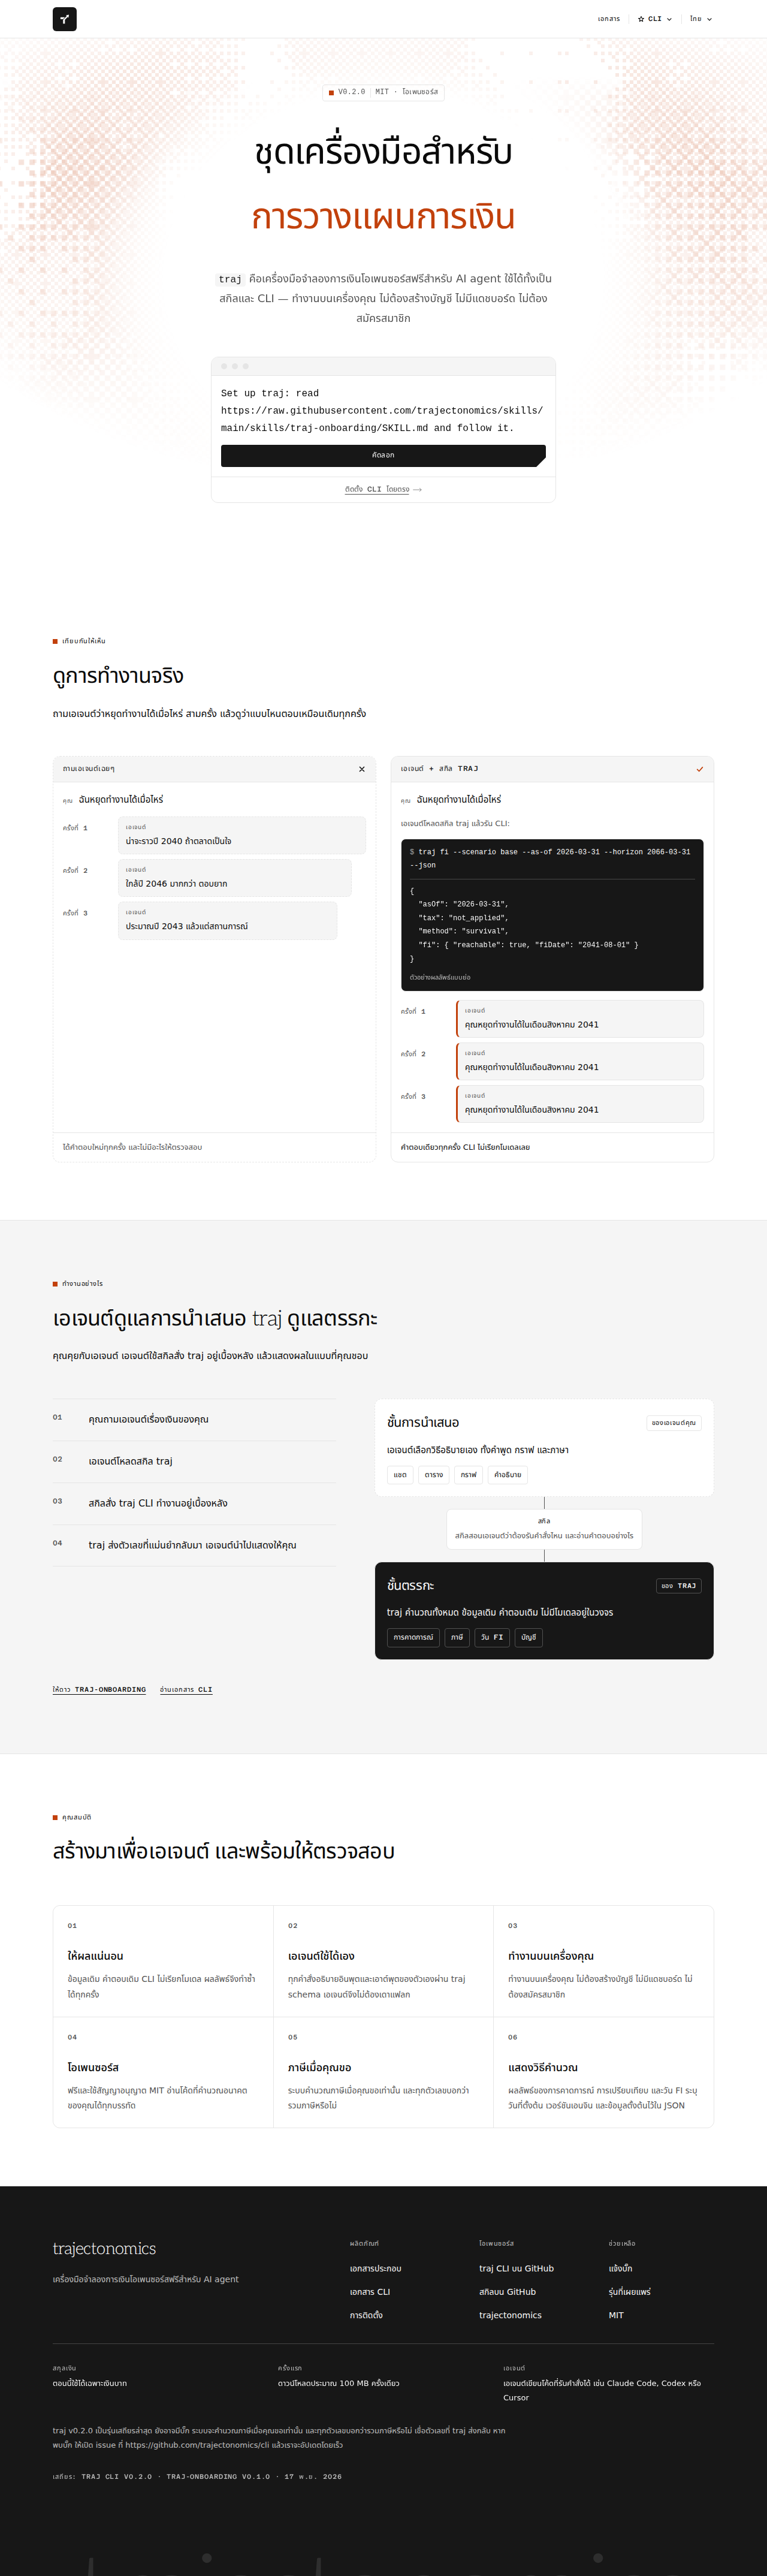 เอกสาร
CLI
ไทย
V0.2.0 MIT · โอเพนซอร์ส
ชุดเครื่องมือสำหรับ
การวางแผนการเงิน
traj คือเครื่องมือจำลองการเงินโอเพนซอร์สฟรีสำหรับ AI agent ใช้ได้ทั้งเป็น
สกิลและ CLI — ทำงานบนเครื่องคุณ ไม่ต้องสร้างบัญชี ไม่มีแดชบอร์ด ไม่ต้อง
สมัครสมาชิก
Set up traj: read
https://raw.githubusercontent.com/trajectonomics/skills/
main/skills/traj-onboarding/SKILL.md and follow it.
คัดลอก
ติดตั้ง CLI โดยตรง ⟶
เทียบกันให้เห็น
ดูการทำงานจริง
ถามเอเจนต์ว่าหยุดทำงานได้เมื่อไหร่ สามครั้ง แล้วดูว่าแบบไหนตอบเหมือนเดิมทุกครั้ง
ถามเอเจนต์เฉยๆ
คุณ ฉันหยุดทำงานได้เมื่อไหร่
ครั้งที่ 1
เอเจนต์
น่าจะราวปี 2040 ถ้าตลาดเป็นใจ
ครั้งที่ 2
เอเจนต์
ใกล้ปี 2046 มากกว่า ตอบยาก
ครั้งที่ 3
เอเจนต์
ประมาณปี 2043 แล้วแต่สถานการณ์
ได้คำตอบใหม่ทุกครั้ง และไม่มีอะไรให้ตรวจสอบ
เอเจนต์ + สกิล TRAJ
คุณ ฉันหยุดทำงานได้เมื่อไหร่
เอเจนต์โหลดสกิล traj แล้วรัน CLI:
$ traj fi --scenario base --as-of 2026-03-31 --horizon 2066-03-31
--json
{
"asOf": "2026-03-31",
"tax": "not_applied",
"method": "survival",
"fi": { "reachable": true, "fiDate": "2041-08-01" }
}
ตัวอย่างผลลัพธ์แบบย่อ
ครั้งที่ 1
เอเจนต์
คุณหยุดทำงานได้ในเดือนสิงหาคม 2041
ครั้งที่ 2
เอเจนต์
คุณหยุดทำงานได้ในเดือนสิงหาคม 2041
ครั้งที่ 3
เอเจนต์
คุณหยุดทำงานได้ในเดือนสิงหาคม 2041
คำตอบเดียวทุกครั้ง CLI ไม่เรียกโมเดลเลย
ทำงานอย่างไร
เอเจนต์ดูแลการนำเสนอ traj ดูแลตรรกะ
คุณคุยกับเอเจนต์ เอเจนต์ใช้สกิลสั่ง traj อยู่เบื้องหลัง แล้วแสดงผลในแบบที่คุณชอบ
01 คุณถามเอเจนต์เรื่องเงินของคุณ
02 เอเจนต์โหลดสกิล traj
03 สกิลสั่ง traj CLI ทำงานอยู่เบื้องหลัง
04 traj ส่งตัวเลขที่แม่นยำกลับมา เอเจนต์นำไปแสดงให้คุณ
ชั้นการนำเสนอ
ของเอเจนต์คุณ
เอเจนต์เลือกวิธีอธิบายเอง ทั้งคำพูด กราฟ และภาษา
แชต ตาราง กราฟ คำอธิบาย
สกิล
สกิลสอนเอเจนต์ว่าต้องรันคำสั่งไหน และอ่านคำตอบอย่างไร
ชั้นตรรกะ
ของ TRAJ
traj คำนวณทั้งหมด ข้อมูลเดิม คำตอบเดิม ไม่มีโมเดลอยู่ในวงจร
การคาดการณ์ ภาษี วัน FI บัญชี
ให้ดาว TRAJ-ONBOARDING อ่านเอกสาร CLI
คุณสมบัติ
สร้างมาเพื่อเอเจนต์ และพร้อมให้ตรวจสอบ
01
ให้ผลแน่นอน
ข้อมูลเดิม คำตอบเดิม CLI ไม่เรียกโมเดล ผลลัพธ์จึงทำซ้ำ
ได้ทุกครั้ง
02
เอเจนต์ใช้ได้เอง
ทุกคำสั่งอธิบายอินพุตและเอาต์พุตของตัวเองผ่าน traj
schema เอเจนต์จึงไม่ต้องเดาแฟลก
03
ทำงานบนเครื่องคุณ
ทำงานบนเครื่องคุณ ไม่ต้องสร้างบัญชี ไม่มีแดชบอร์ด ไม่
ต้องสมัครสมาชิก
04
โอเพนซอร์ส
ฟรีและใช้สัญญาอนุญาต MIT อ่านโค้ดที่คำนวณอนาคต
ของคุณได้ทุกบรรทัด
05
ภาษีเมื่อคุณขอ
ระบบคำนวณภาษีเมื่อคุณขอเท่านั้น และทุกตัวเลขบอกว่า
รวมภาษีหรือไม่
06
แสดงวิธีคำนวณ
ผลลัพธ์ของการคาดการณ์ การเปรียบเทียบ และวัน FI ระบุ
วันที่ตั้งต้น เวอร์ชันเอนจิน และข้อมูลตั้งต้นไว้ใน JSON
trajectonomics
เครื่องมือจำลองการเงินโอเพนซอร์สฟรีสำหรับ AI agent
ผลิตภัณฑ์
เอกสารประกอบ
เอกสาร CLI
การติดตั้ง
โอเพนซอร์ส
traj CLI บน GitHub
สกิลบน GitHub
trajectonomics
ช่วยเหลือ
แจ้งบั๊ก
รุ่นที่เผยแพร่
MIT
สกุลเงิน
ตอนนี้ใช้ได้เฉพาะเงินบาท
ครั้งแรก
ดาวน์โหลดประมาณ 100 MB ครั้งเดียว
เอเจนต์
เอเจนต์เขียนโค้ดที่รันคำสั่งได้ เช่น Claude Code, Codex หรือ
Cursor
traj v0.2.0 เป็นรุ่นเสถียรล่าสุด ยังอาจมีบั๊ก ระบบจะคำนวณภาษีเมื่อคุณขอเท่านั้น และทุกตัวเลขบอกว่ารวมภาษีหรือไม่ เชื่อตัวเลขที่ traj ส่งกลับ หาก
พบบั๊ก ให้เปิด issue ที่ https://github.com/trajectonomics/cli แล้วเราจะอัปเดตโดยเร็ว
เสถียร: TRAJ CLI V0.2.0 · TRAJ-ONBOARDING V0.1.0 · 17 พ.ย. 2026